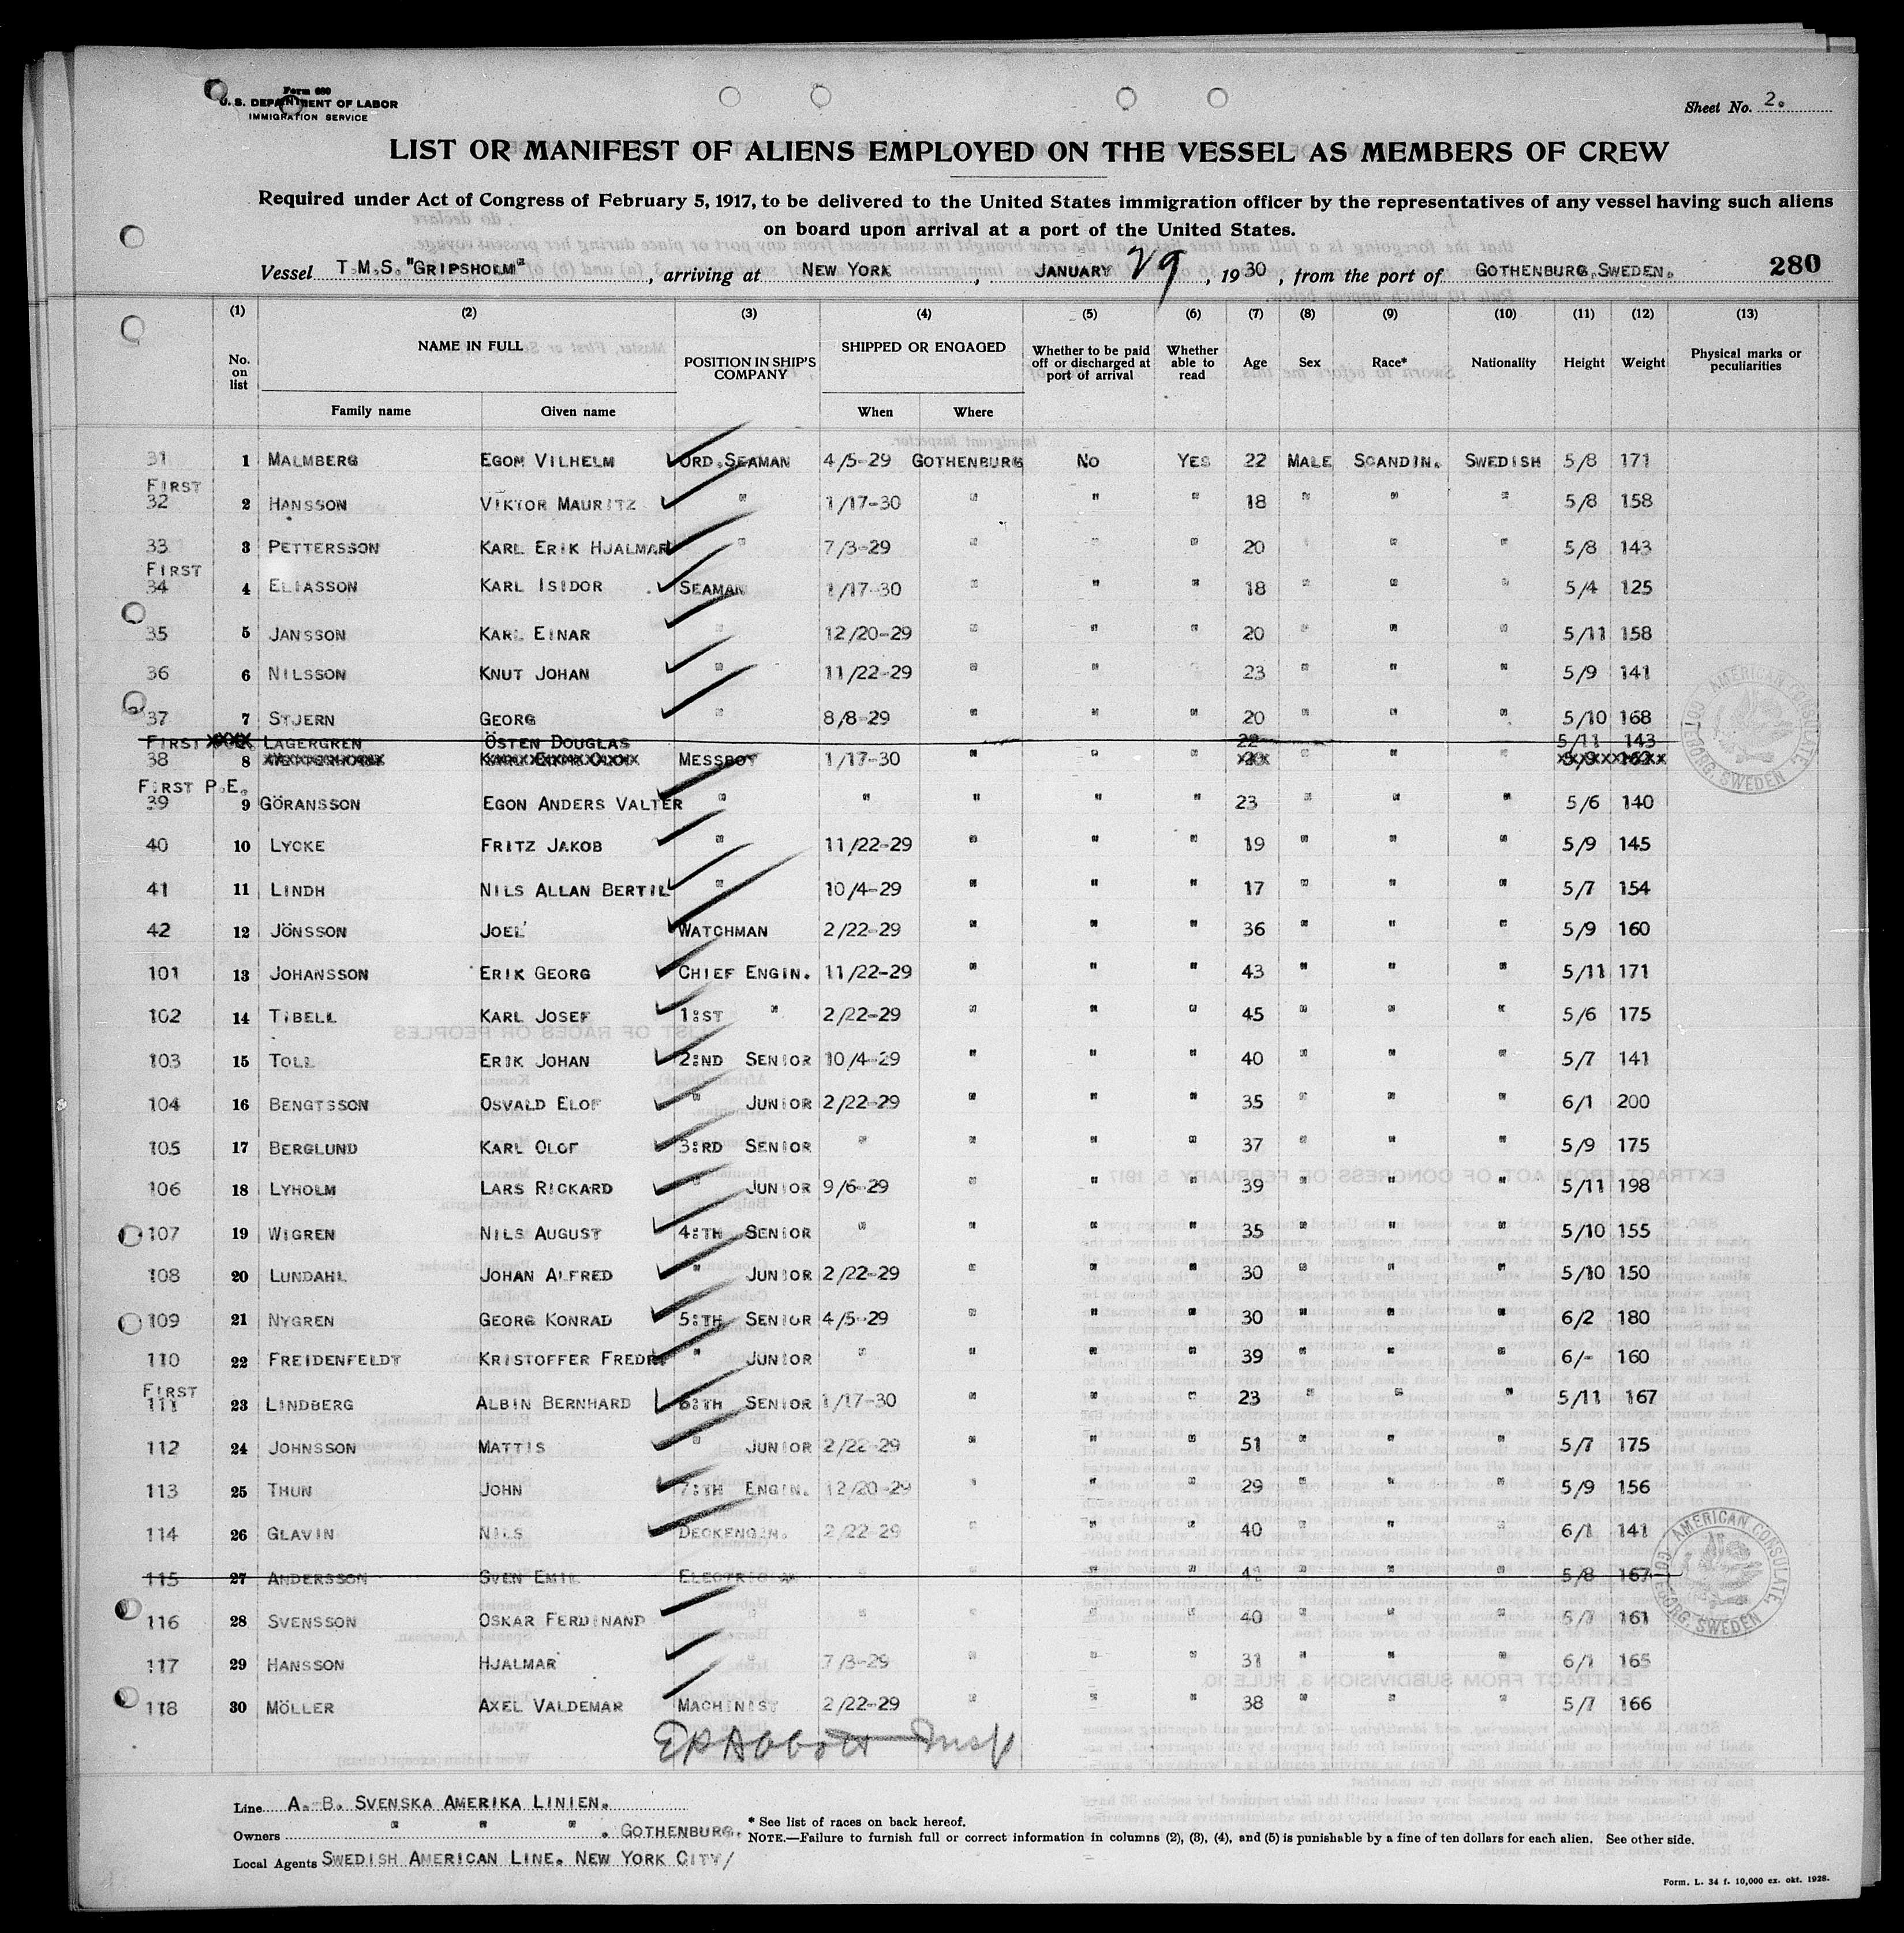 Form 680
U. S. DEPARTMENT OF LABOR
IMMIGRATION SERVICE
Sheet No. 2.
LIST OR MANIFEST OF ALIENS EMPLOYED ON THE VESSEL AS MEMBERS OF CREW
Required under Act of Congress of February 5, 1917, to be delivered to the United States immigration officer by the representatives of any vessel having such aliens
on board upon arrival at a port of the United States.
Vessel T.M.S. "GRIPSHOLM", arriving at NEW YORK, JANUARY 29, 1930, from the port of GOTHENBURG, SWEDEN. 280
(1) (2) (3) (4) (5) (6) (7) (8) (9) (10) (11) (12) (13)
No. on list NAME IN FULL POSITION IN SHIP'S COMPANY SHIPPED OR ENGAGED Whether to be paid off or discharged at port of arrival Whether able to read Age Sex Race* Nationality Height Weight Physical marks or peculiarities
Family name Given name When Where
31 1 MALMBERG EGON VILHELM ORD.SEAMAN 4/5-29 GOTHENBURG NO YES 22 MALE SCANDIN. SWEDISH 5/8 171
FIRST
32 2 HANSSON VIKTOR MAURITZ " 1/17-30 " " " 18 " " " 5/8 158
33 3 PETTERSSON KARL ERIK HJALMAR " 7/3-29 " " " 20 " " " 5/8 143
FIRST
34 4 ELIASSON KARL ISIDOR SEAMAN 1/17-30 " " " 18 " " " 5/4 125
35 5 JANSSON KARL EINAR " 12/20-29 " " " 20 " " " 5/11 158
36 6 NILSSON KNUT JOHAN " 11/22-29 " " " 23 " " " 5/9 141
37 7 STJERN GEORG " 8/8-29 " " " 20 " " " 5/10 168
FIRST XXXX LAGERGREN ÖSTEN DOUGLAS 22 5/11 143
38 8 MESSBOY 1/17-30 " " " " " "
FIRST P.E.
39 9 GÖRANSSON EGON ANDERS VALTER " " " " " 23 " " " 5/6 140
40 10 LYCKE FRITZ JAKOB " 11/22-29 " " " 19 " " " 5/9 145
41 11 LINDH NILS ALLAN BERTIL " 10/4-29 " " " 17 " " " 5/7 154
42 12 JÖNSSON JOEL WATCHMAN 2/22-29 " " " 36 " " " 5/9 160
101 13 JOHANSSON ERIK GEORG CHIEF ENGIN. 11/22-29 " " " 43 " " " 5/11 171
102 14 TIBELL KARL JOSEF 1:ST " 2/22-29 " " " 45 " " " 5/6 175
103 15 TOLL ERIK JOHAN 2:ND SENIOR 10/4-29 " " " 40 " " " 5/7 141
104 16 BENGTSSON OSVALD ELOF " JUNIOR 2/22-29 " " " 35 " " " 6/1 200
105 17 BERGLUND KARL OLOF 3:RD SENIOR " " " " 37 " " " 5/9 175
106 18 LYHOLM LARS RICKARD " JUNIOR 9/6-29 " " " 39 " " " 5/11 198
107 19 WIGREN NILS AUGUST 4:TH SENIOR " " " " 35 " " " 5/10 155
108 20 LUNDAHL JOHAN ALFRED " JUNIOR 2/22-29 " " " 30 " " " 5/10 150
109 21 NYGREN GEORG KONRAD 5:TH SENIOR 4/5-29 " " " 30 " " " 6/2 180
110 22 FREIDENFELDT KRISTOFFER FREDR. " JUNIOR " " " " 39 " " " 6/- 160
FIRST
111 23 LINDBERG ALBIN BERNHARD 6:TH SENIOR 1/17-30 " " " 23 " " " 5/11 167
112 24 JOHNSSON MATTIS " JUNIOR 2/22-29 " " " 51 " " " 5/7 175
113 25 THUN JOHN 7:TH ENGIN. 12/20-29 " " " 29 " " " 5/9 156
114 26 GLAVIN NILS DECKENGIN. 2/22-29 " " " 40 " " " 6/1 141
115 27 ANDERSSON SVEN EMIL ELECTRICIAN 5/8 167
116 28 SVENSSON OSKAR FERDINAND " " " " " 40 " " " 5/7 161
117 29 HANSSON HJALMAR " 7/3-29 " " " 31 " " " 6/1 165
118 30 MÖLLER AXEL VALDEMAR MACHINIST 2/22-29 " " " 38 " " " 5/7 166
AMERICAN CONSULATE, GOTEBORG, SWEDEN
AMERICAN CONSULATE, GOTEBORG, SWEDEN
EP Abbott Insp
Line A.-B. SVENSKA AMERIKA LINIEN.
Owners " " " . GOTHENBURG.
Local Agents SWEDISH AMERICAN LINE. NEW YORK CITY/
* See list of races on back hereof.
NOTE.—Failure to furnish full or correct information in columns (2), (3), (4), and (5) is punishable by a fine of ten dollars for each alien. See other side.
Form. L. 34 f. 10,000 ex. okt. 1928.